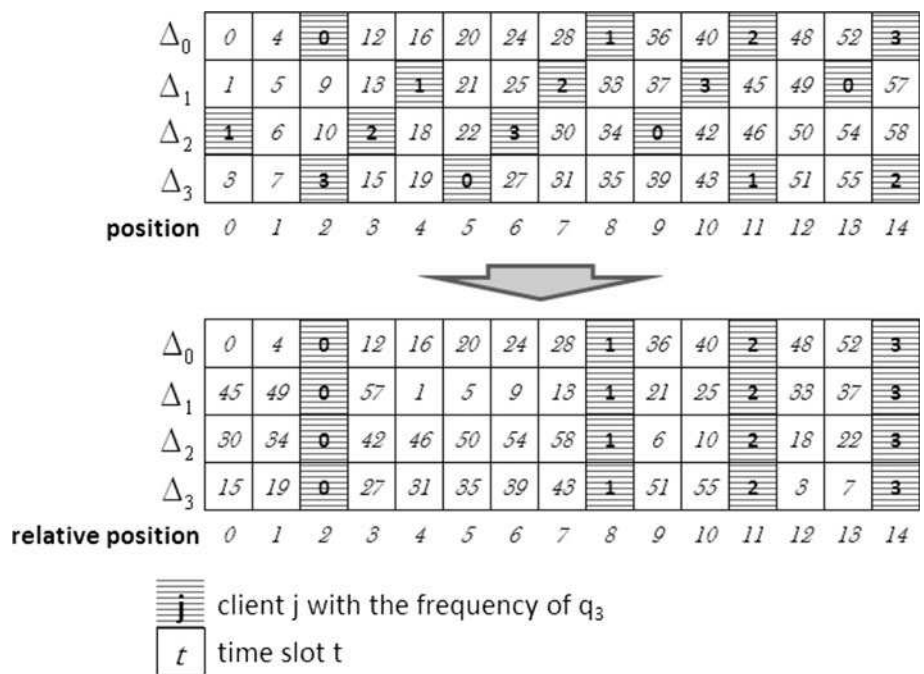 Δ0 0 4 0 12 16 20 24 28 1 36 40 2 48 52 3
Δ1 1 5 9 13 1 21 25 2 33 37 3 45 49 0 57
Δ2 1 6 10 2 18 22 3 30 34 0 42 46 50 54 58
Δ3 3 7 3 15 19 0 27 31 35 39 43 1 51 55 2
position 0 1 2 3 4 5 6 7 8 9 10 11 12 13 14
Δ0 0 4 0 12 16 20 24 28 1 36 40 2 48 52 3
Δ1 45 49 0 57 1 5 9 13 1 21 25 2 33 37 3
Δ2 30 34 0 42 46 50 54 58 1 6 10 2 18 22 3
Δ3 15 19 0 27 31 35 39 43 1 51 55 2 3 7 3
relative position 0 1 2 3 4 5 6 7 8 9 10 11 12 13 14
j client j with the frequency of q3
t time slot t